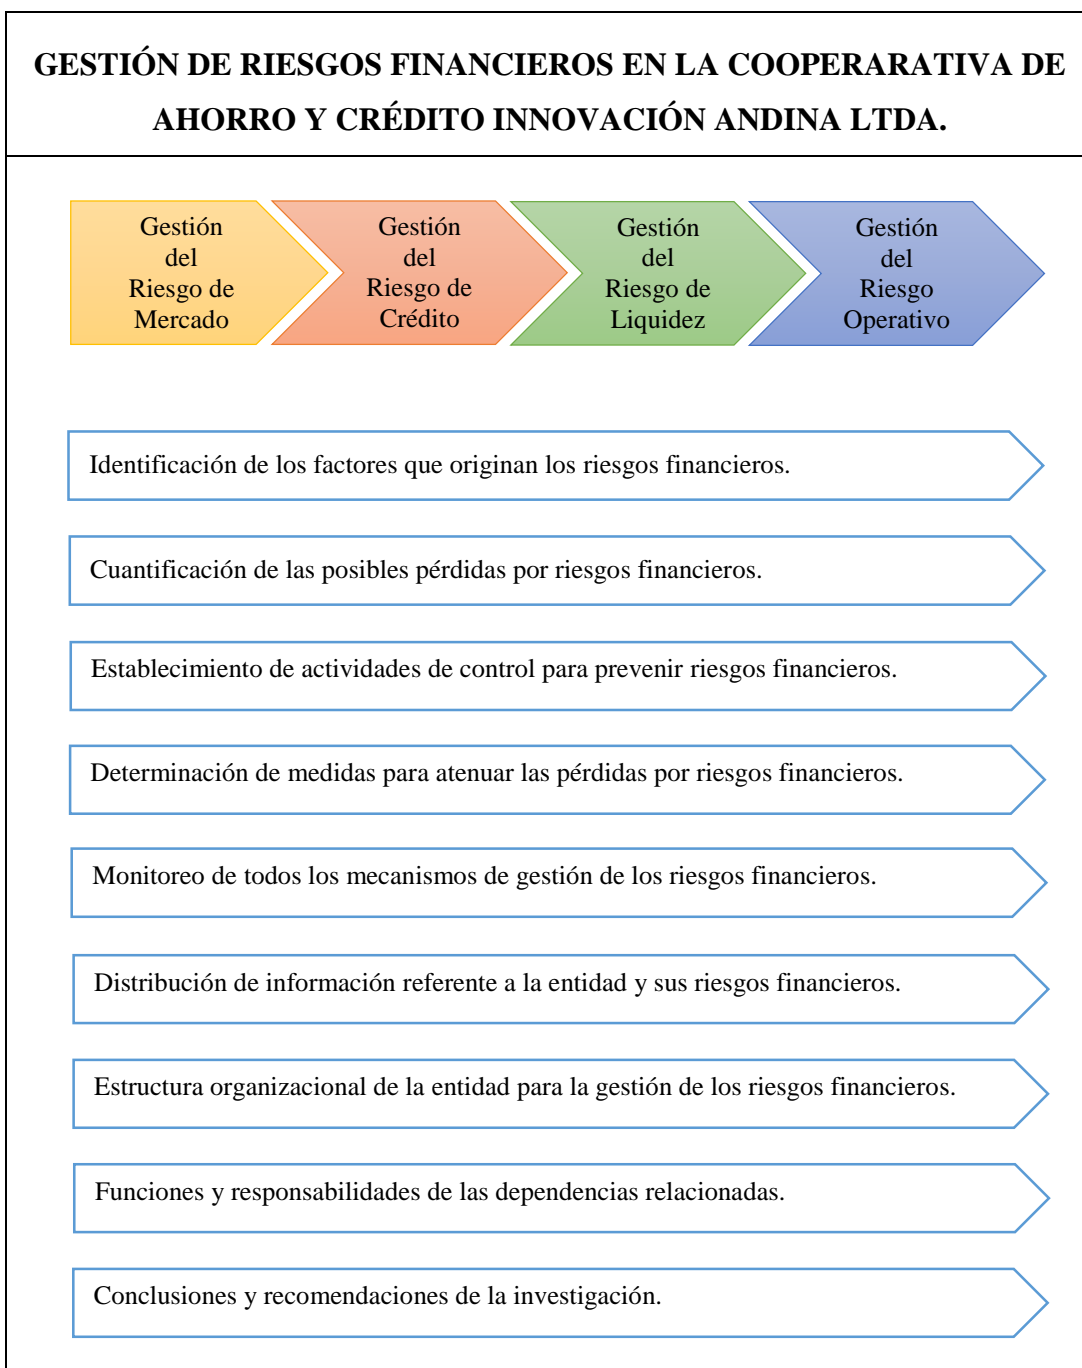 GESTIÓN DE RIESGOS FINANCIEROS EN LA COOPERARATIVA DE
AHORRO Y CRÉDITO INNOVACIÓN ANDINA LTDA.
Gestión
del
Riesgo de
Mercado
Gestión
del
Riesgo de
Crédito
Gestión
del
Riesgo de
Liquidez
Gestión
del
Riesgo
Operativo
Identificación de los factores que originan los riesgos financieros.
Cuantificación de las posibles pérdidas por riesgos financieros.
Establecimiento de actividades de control para prevenir riesgos financieros.
Determinación de medidas para atenuar las pérdidas por riesgos financieros.
Monitoreo de todos los mecanismos de gestión de los riesgos financieros.
Distribución de información referente a la entidad y sus riesgos financieros.
Estructura organizacional de la entidad para la gestión de los riesgos financieros.
Funciones y responsabilidades de las dependencias relacionadas.
Conclusiones y recomendaciones de la investigación.